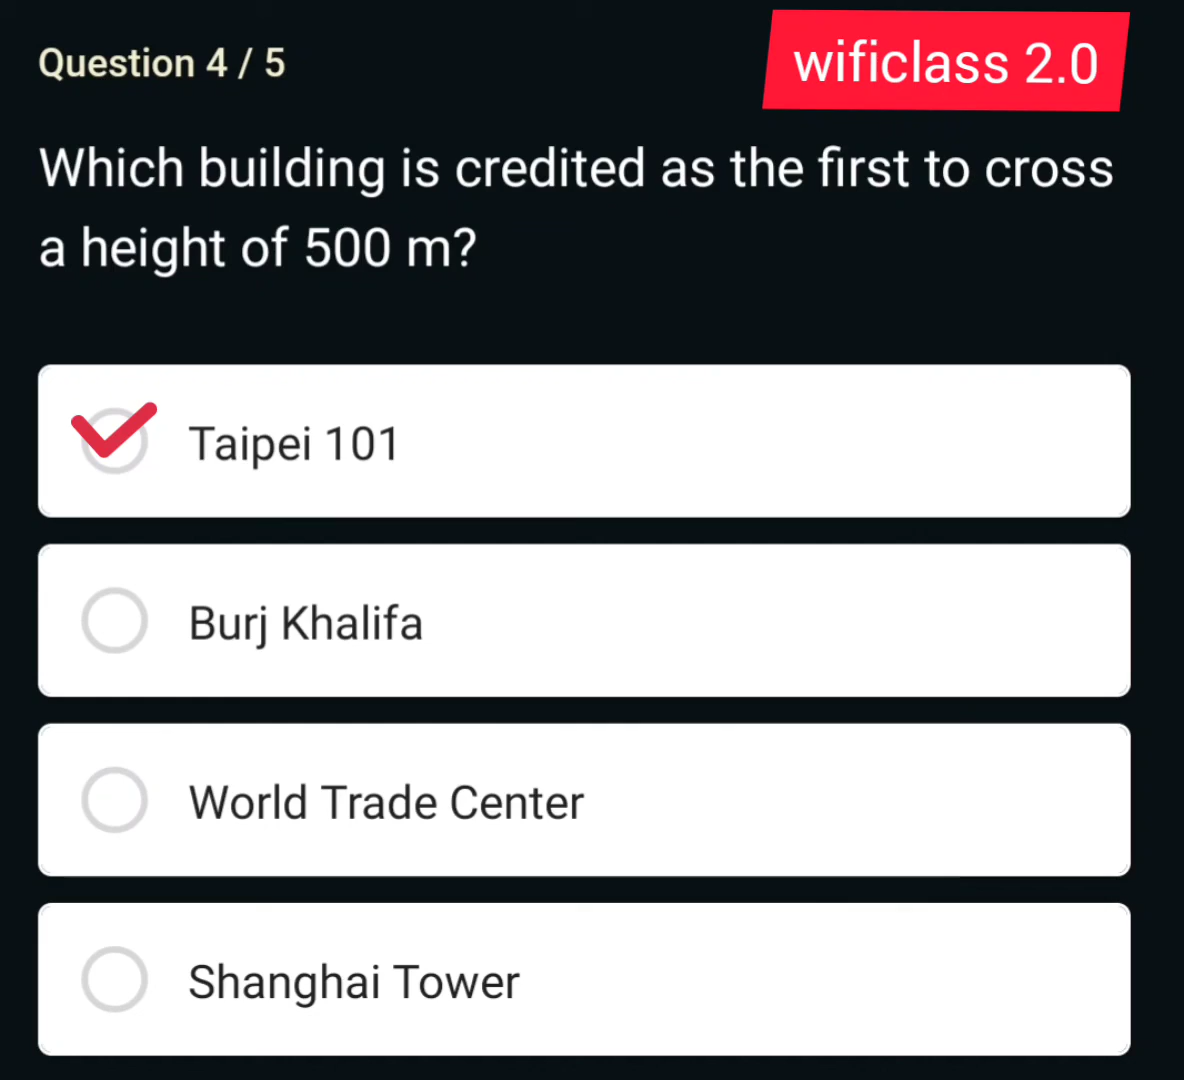 Question 4 / 5
wificlass 2.0
Which building is credited as the first to cross
a height of 500 m?
Taipei 101
Burj Khalifa
World Trade Center
Shanghai Tower